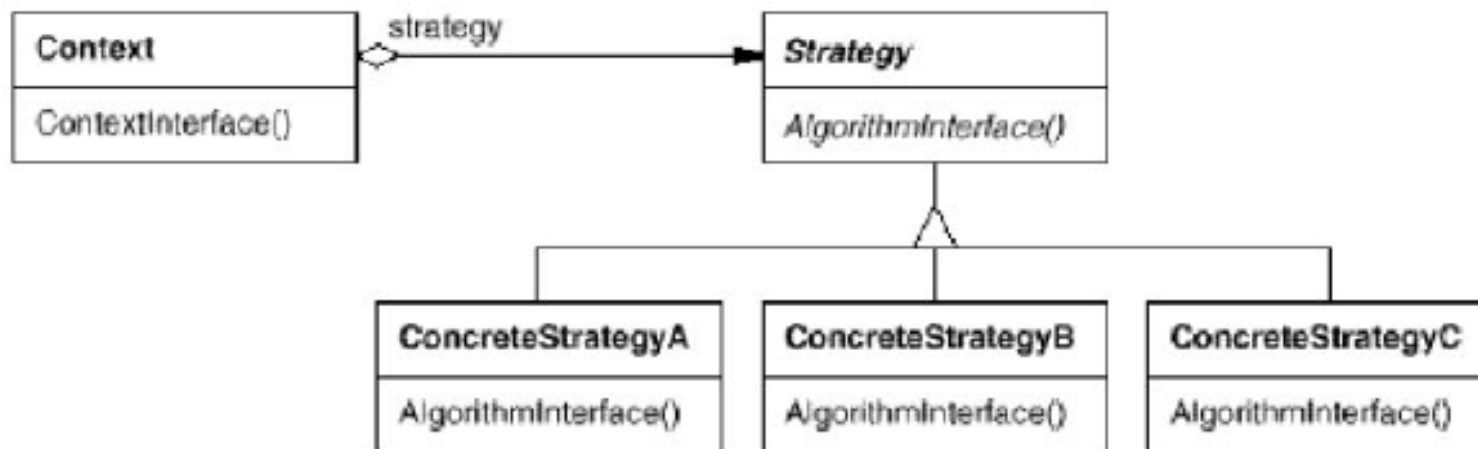 Context
strategy
Strategy
ContextInterface()
AlgorithmInterface()
ConcreteStrategyA
ConcreteStrategyB
ConcreteStrategyC
AlgorithmInterface()
AlgorithmInterface()
AlgorithmInterface()